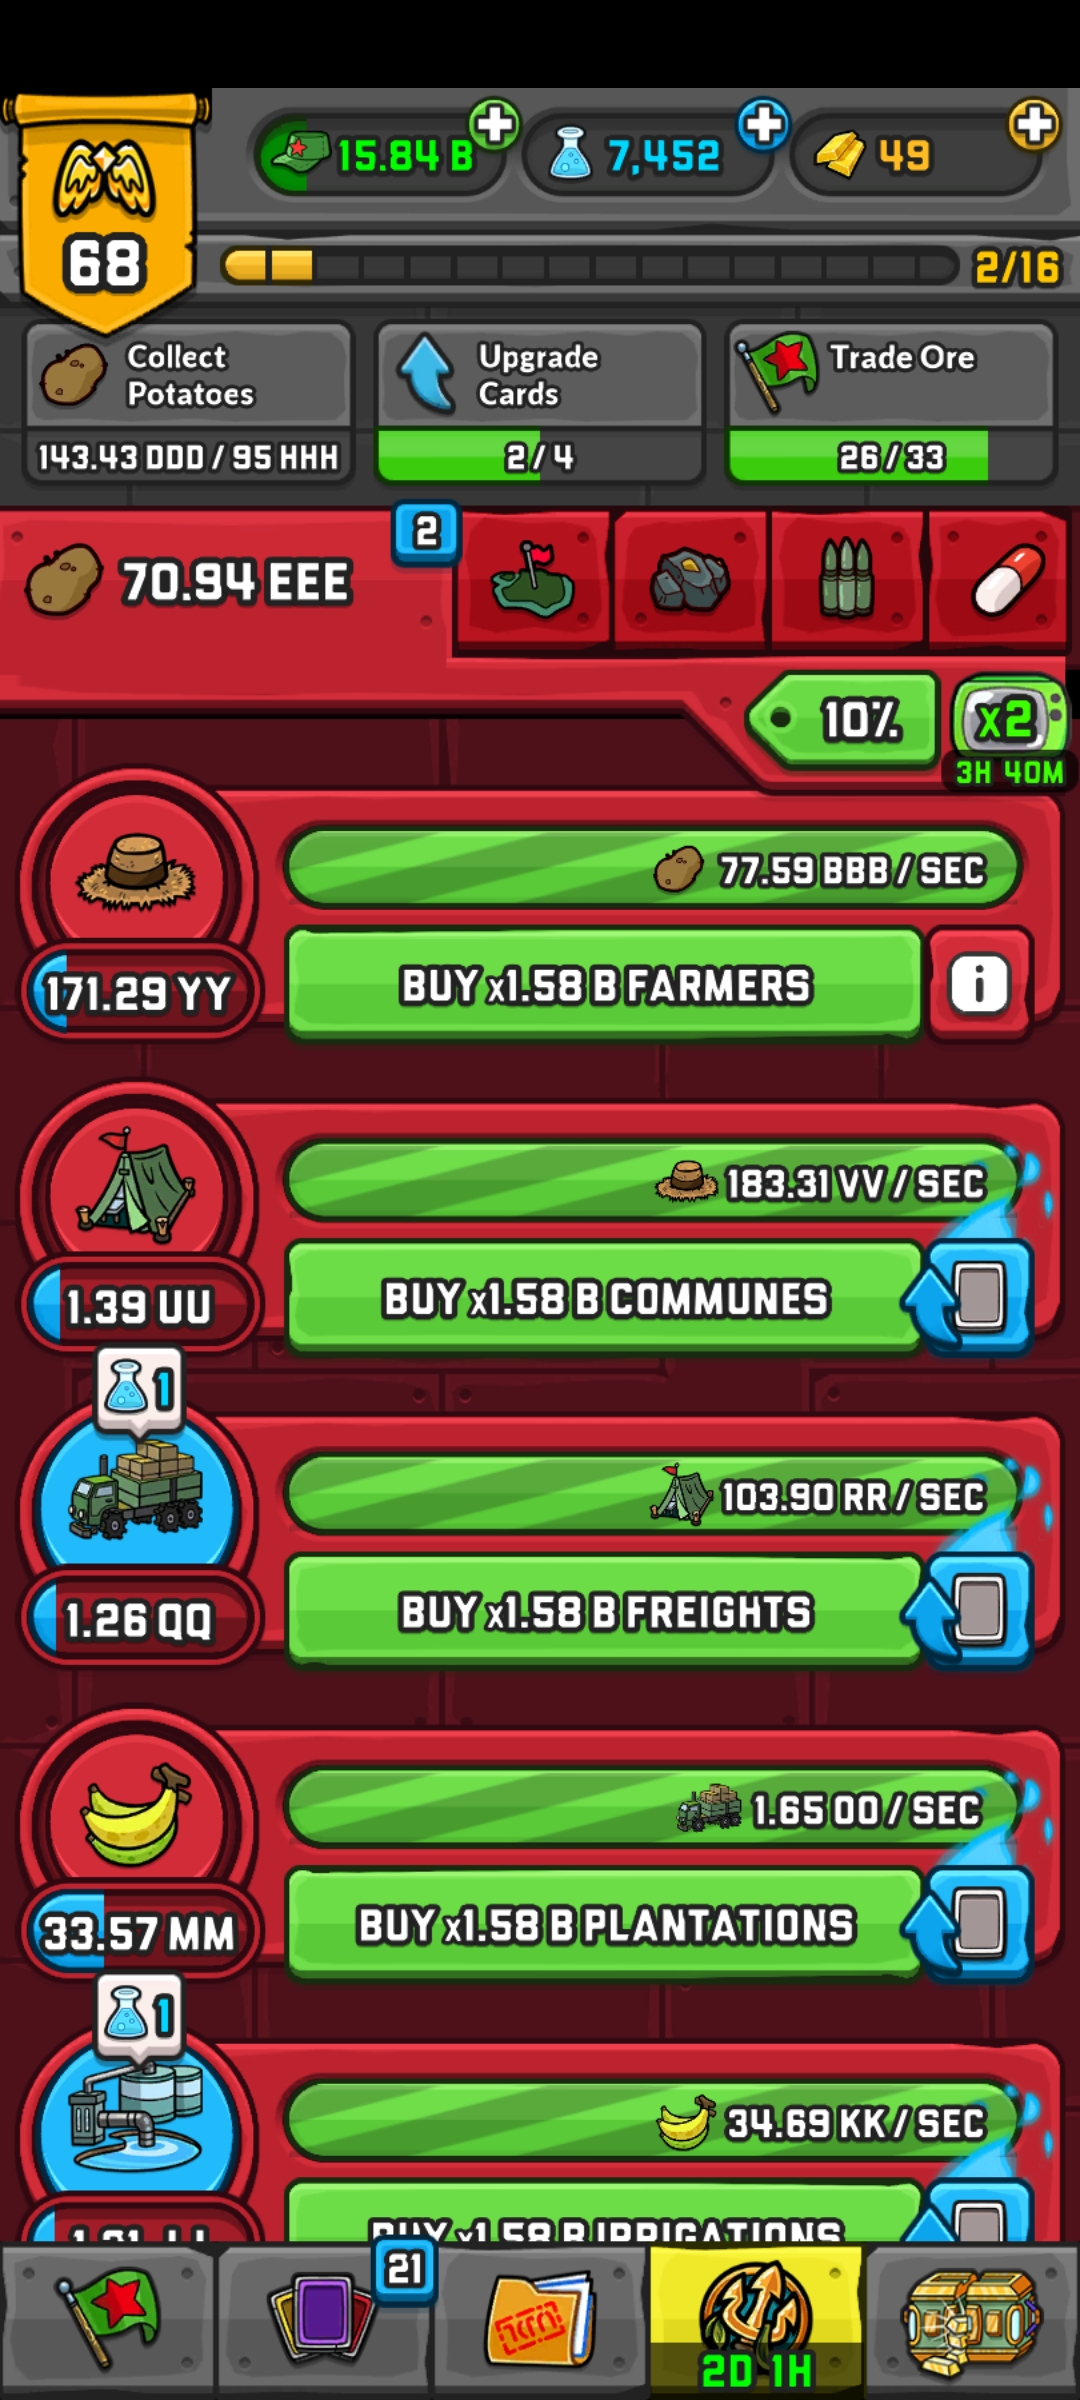 15.84 B
7,452
49
68
2/16
Collect
Potatoes
143.43 DDD / 95 HHH
Upgrade
Cards
2/4
Trade Ore
26/33
70.94 EEE
2
10%
x2
3H 40M
77.59 BBB / SEC
171.29 YY
BUY x1.58 B FARMERS
i
183.31 VV / SEC
1.39 UU
BUY x1.58 B COMMUNES
1
103.90 RR / SEC
1.26 QQ
BUY x1.58 B FREIGHTS
1.65 OO / SEC
33.57 MM
BUY x1.58 B PLANTATIONS
1
34.69 KK / SEC
BUY x1.58 B IRRIGATIONS
21
2D 1H